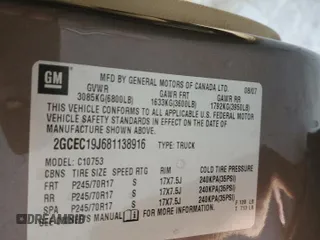 GM
MFD BY GENERAL MOTORS OF CANADA LTD.
08/07
GVWR GAWR FRT GAWR RR
3085KG(6800LB) 1633KG(3600LB) 1792KG(3950LB)
THIS VEHICLE CONFORMS TO ALL APPLICABLE U.S. FEDERAL MOTOR
VEHICLE SAFETY STANDARDS IN EFFECT ON THE DATE OF
MANUFACTURE SHOWN ABOVE.
2GCEC19J681138916 TYPE: TRUCK
MODEL: C10753
CBNS TIRE SIZE SPEED RTG RIM COLD TIRE PRESSURE
FRT P245/70R17 S 17X7.5J 240KPA(35PSI)
RR P245/70R17 S 17X7.5J 240KPA(35PSI)
SPA P245/70R17 S 17X7.5J 240KPA(35PSI)
OWNERS MANUAL FOR MORE INFORMATION.